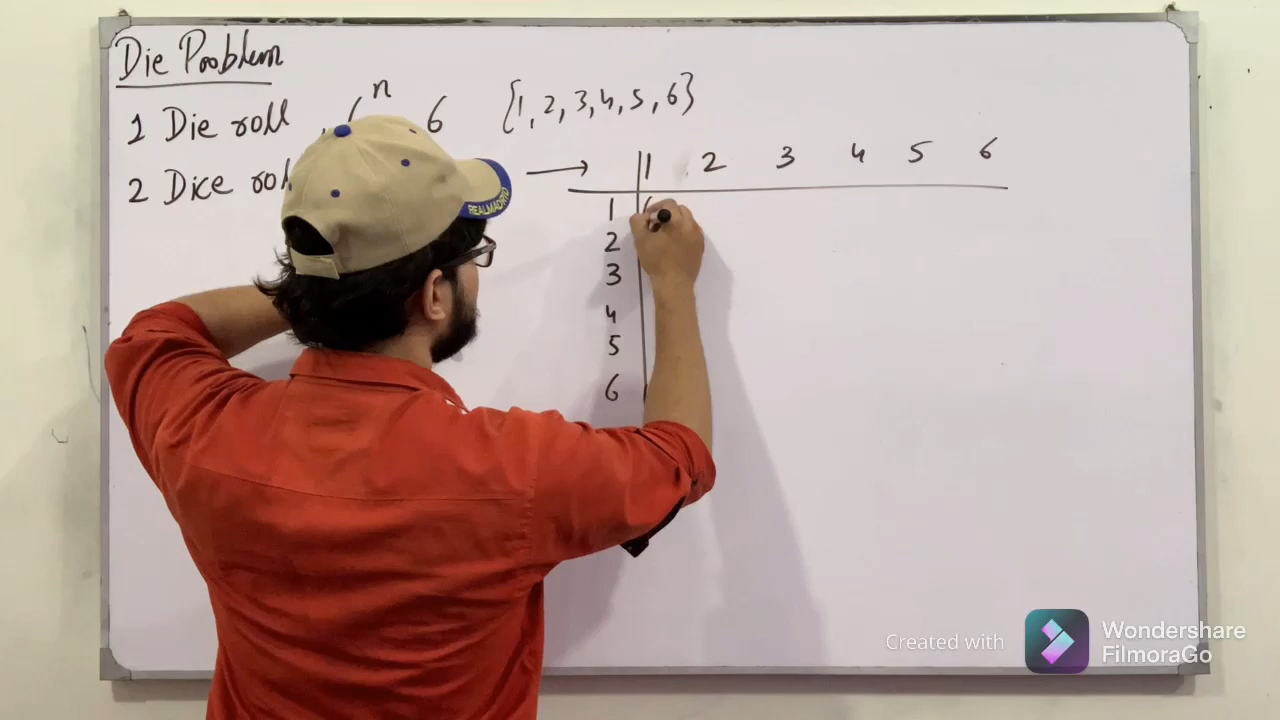 Die Problem
1 Die roll 6ⁿ 6 {1, 2, 3, 4, 5, 6}
2 Dice rol → 1 2 3 4 5 6
1 (
2
3
4
5
6
REALMADRID
Created with Wondershare FilmoraGo